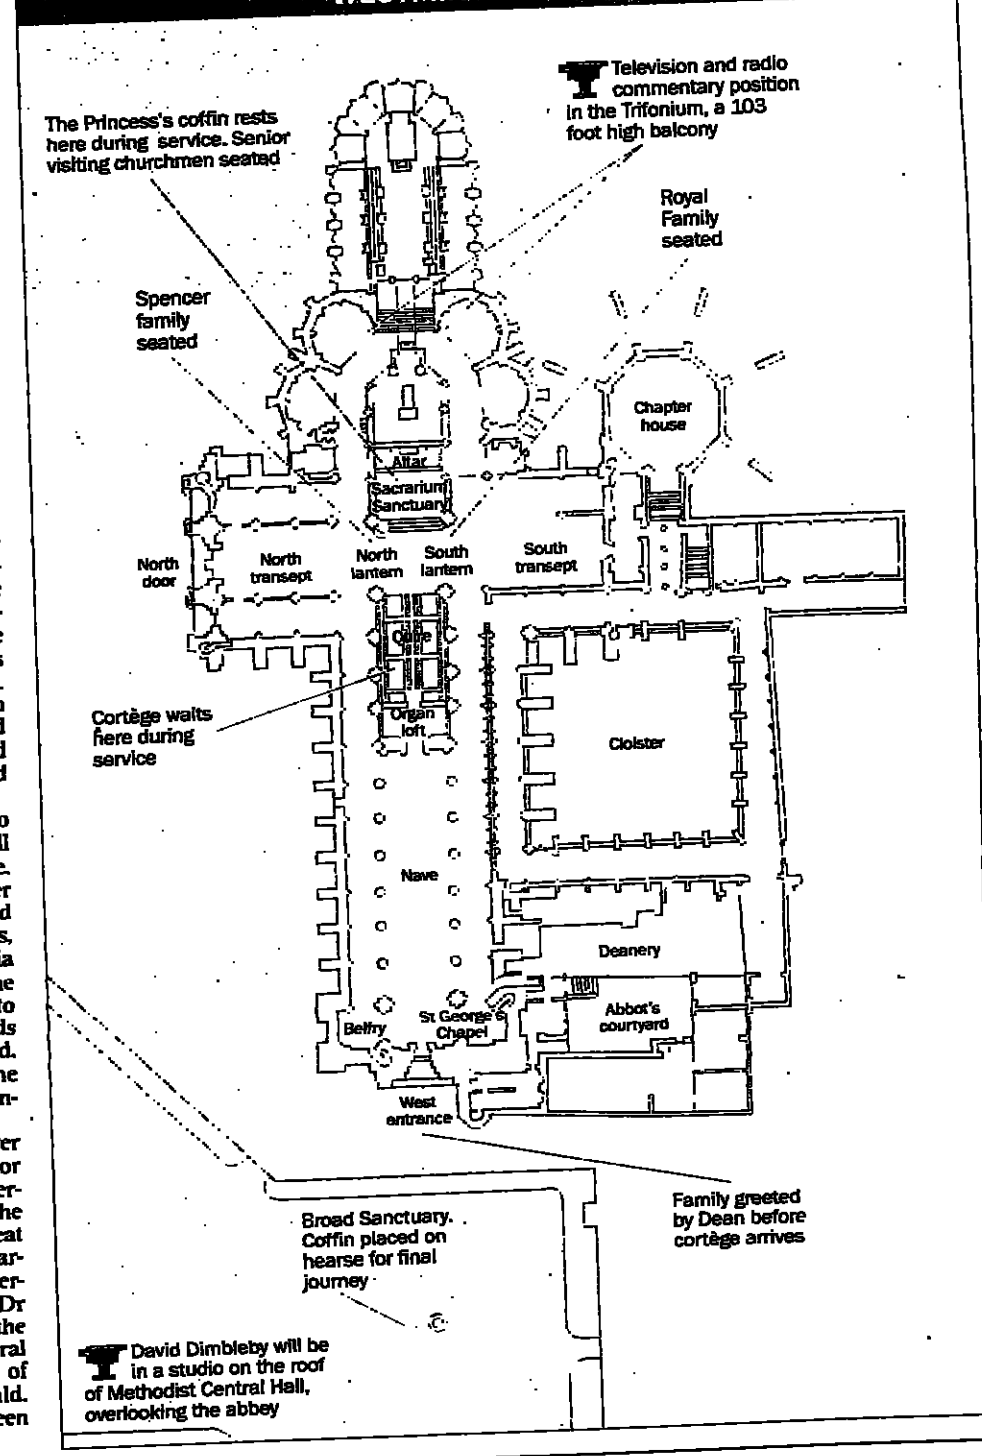 The Princess's coffin rests
here during service. Senior
visiting churchmen seated
Television and radio
commentary position
in the Trifonium, a 103
foot high balcony
Royal
Family
seated
Spencer
family
seated
Chapter
house
Altar
Sacrarium
Sanctuary
North
door
North
transept
North
lantern
South
lantern
South
transept
Quire
Cortège waits
here during
service
Organ
loft
Cloister
Nave
Deanery
Abbot's
courtyard
Belfry
St George's
Chapel
West
entrance
Family greeted
by Dean before
cortège arrives
Broad Sanctuary.
Coffin placed on
hearse for final
journey
David Dimbleby will be
in a studio on the roof
of Methodist Central Hall,
overlooking the abbey